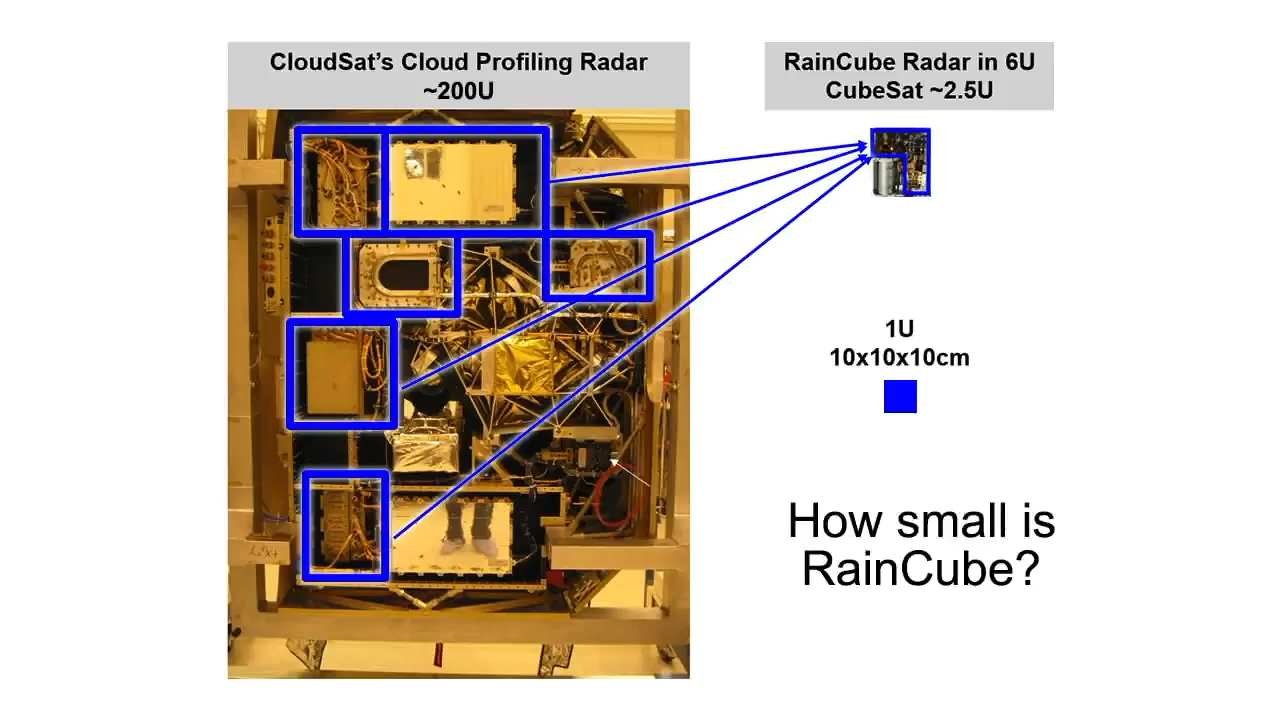 CloudSat's Cloud Profiling Radar
~200U
RainCube Radar in 6U
CubeSat ~2.5U
1U
10x10x10cm
How small is
RainCube?